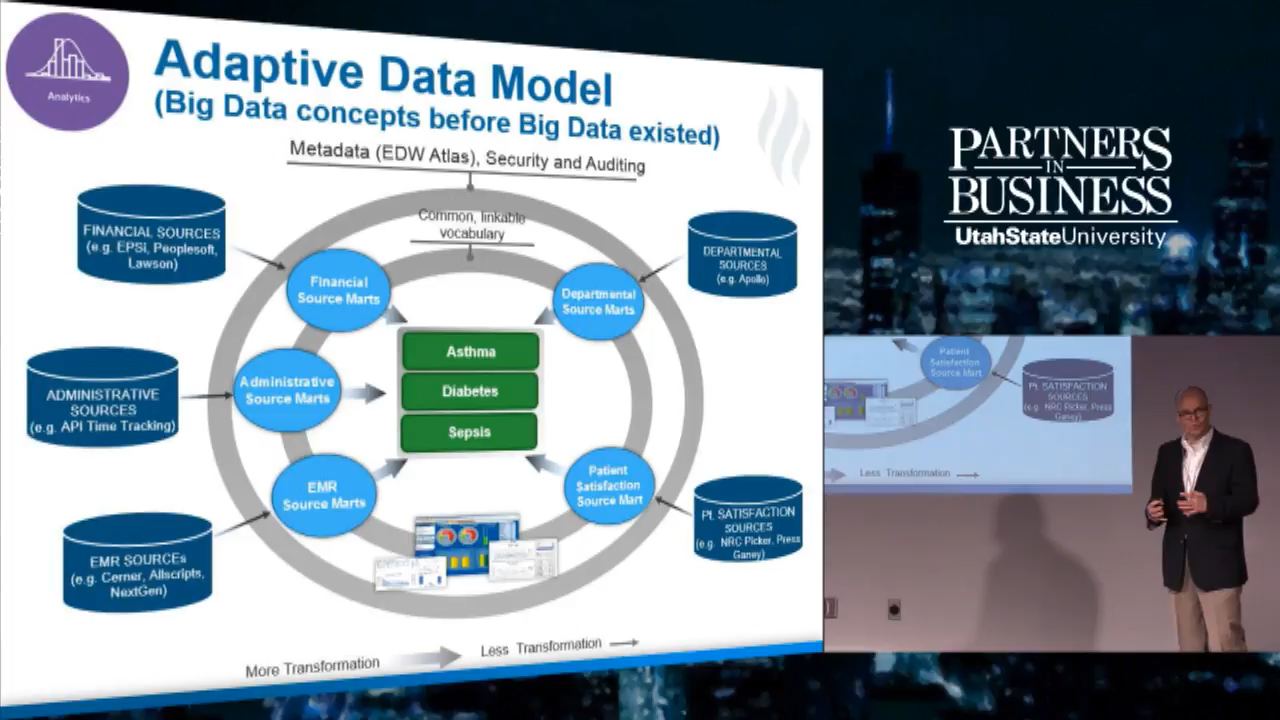 Analytics
Adaptive Data Model
(Big Data concepts before Big Data existed)
Metadata (EDW Atlas), Security and Auditing
Common, linkable
vocabulary
FINANCIAL SOURCES
(e.g. EPSi, Peoplesoft,
Lawson)
Financial
Source Marts
Departmental
Source Marts
DEPARTMENTAL
SOURCES
(e.g. Apollo)
Asthma
Diabetes
Sepsis
ADMINISTRATIVE
SOURCES
(e.g. API Time Tracking)
Administrative
Source Marts
EMR
Source Marts
Patient
Satisfaction
Source Mart
EMR SOURCEs
(e.g. Cerner, Allscripts,
NextGen)
Pt. SATISFACTION
SOURCES
(e.g. NRC Picker, Press
Ganey)
More Transformation
Less Transformation
PARTNERS
IN
BUSINESS
UtahStateUniversity
Patient
Satisfaction
Source Mart
Pt. SATISFACTION
SOURCES
(e.g. NRC Picker, Press
Ganey)
Less Transformation